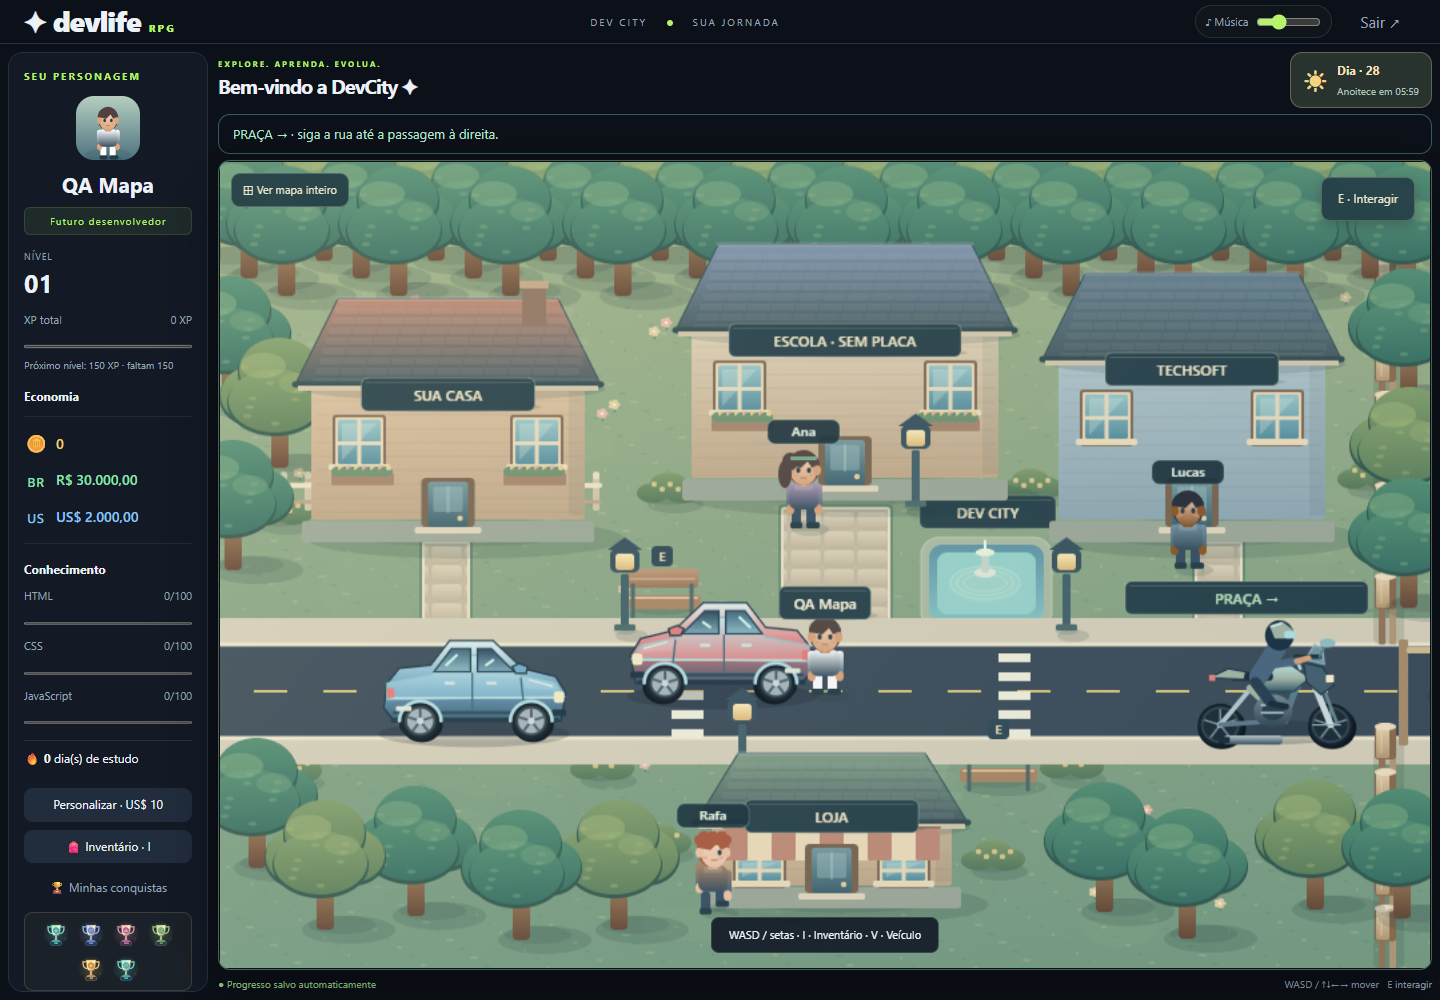 ✦ devlife RPG
DEV CITY ● SUA JORNADA
♪ Música
Sair ↗
SEU PERSONAGEM
QA Mapa
Futuro desenvolvedor
NÍVEL
01
XP total 0 XP
Próximo nível: 150 XP · faltam 150
Economia
0
BR R$ 30.000,00
US US$ 2.000,00
Conhecimento
HTML 0/100
CSS 0/100
JavaScript 0/100
0 dia(s) de estudo
Personalizar · US$ 10
Inventário · I
Minhas conquistas
EXPLORE. APRENDA. EVOLUA.
Bem-vindo a DevCity ✦
Dia · 28
Anoitece em 05:59
PRAÇA → · siga a rua até a passagem à direita.
Ver mapa inteiro
E · Interagir
ESCOLA · SEM PLACA
TECHSOFT
SUA CASA
Ana
Lucas
DEV CITY
E
PRAÇA →
QA Mapa
E
Rafa
LOJA
WASD / setas · I · Inventário · V · Veículo
● Progresso salvo automaticamente
WASD / ↑↓←→ mover E interagir